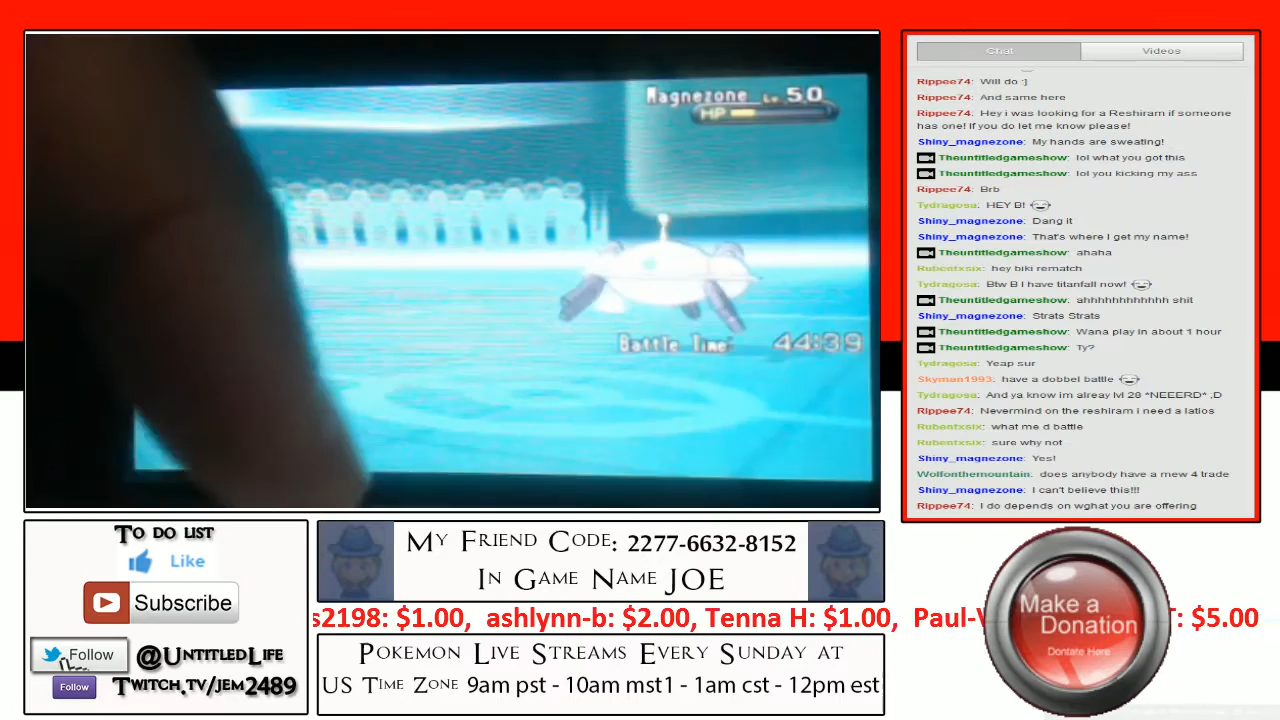 Magnezone Lv. 50
HP
Battle Time 44:39
Chat
Videos
Rippee74: Will do :]
Rippee74: And same here
Rippee74: Hey i was looking for a Reshiram if someone
has one! If you do let me know please!
Shiny_magnezone: My hands are sweating!
Theuntitledgameshow: lol what you got this
Theuntitledgameshow: lol you kicking my ass
Rippee74: Brb
Tydragosa: HEY B!
Shiny_magnezone: Dang it
Shiny_magnezone: That's where I get my name!
Theuntitledgameshow: ahaha
Rubentxsix: hey biki rematch
Tydragosa: Btw B I have titanfall now!
Theuntitledgameshow: ahhhhhhhhhhhh shit
Shiny_magnezone: Strats Strats
Theuntitledgameshow: Wana play in about 1 hour
Theuntitledgameshow: Ty?
Tydragosa: Yeap sur
Skyman1993: have a dobbel battle
Tydragosa: And ya know im alreay lvl 28 *NEEERD* ;D
Rippee74: Nevermind on the reshiram i need a latios
Rubentxsix: what me d battle
Rubentxsix: sure why not
Shiny_magnezone: Yes!
Wolfonthemountain: does anybody have a mew 4 trade
Shiny_magnezone: I can't believe this!!!
Rippee74: I do depends on wghat you are offering
To do list
Like
Subscribe
Follow @UntitledLife
Follow Twitch.tv/jem2489
My Friend Code: 2277-6632-8152
In Game Name JOE
s2198: $1.00, ashlynn-b: $2.00, Tenna H: $1.00, Paul- T: $5.00
Pokemon Live Streams Every Sunday at
US Time Zone 9am pst - 10am mst1 - 1am cst - 12pm est
Make a
Donation
Dontate Here